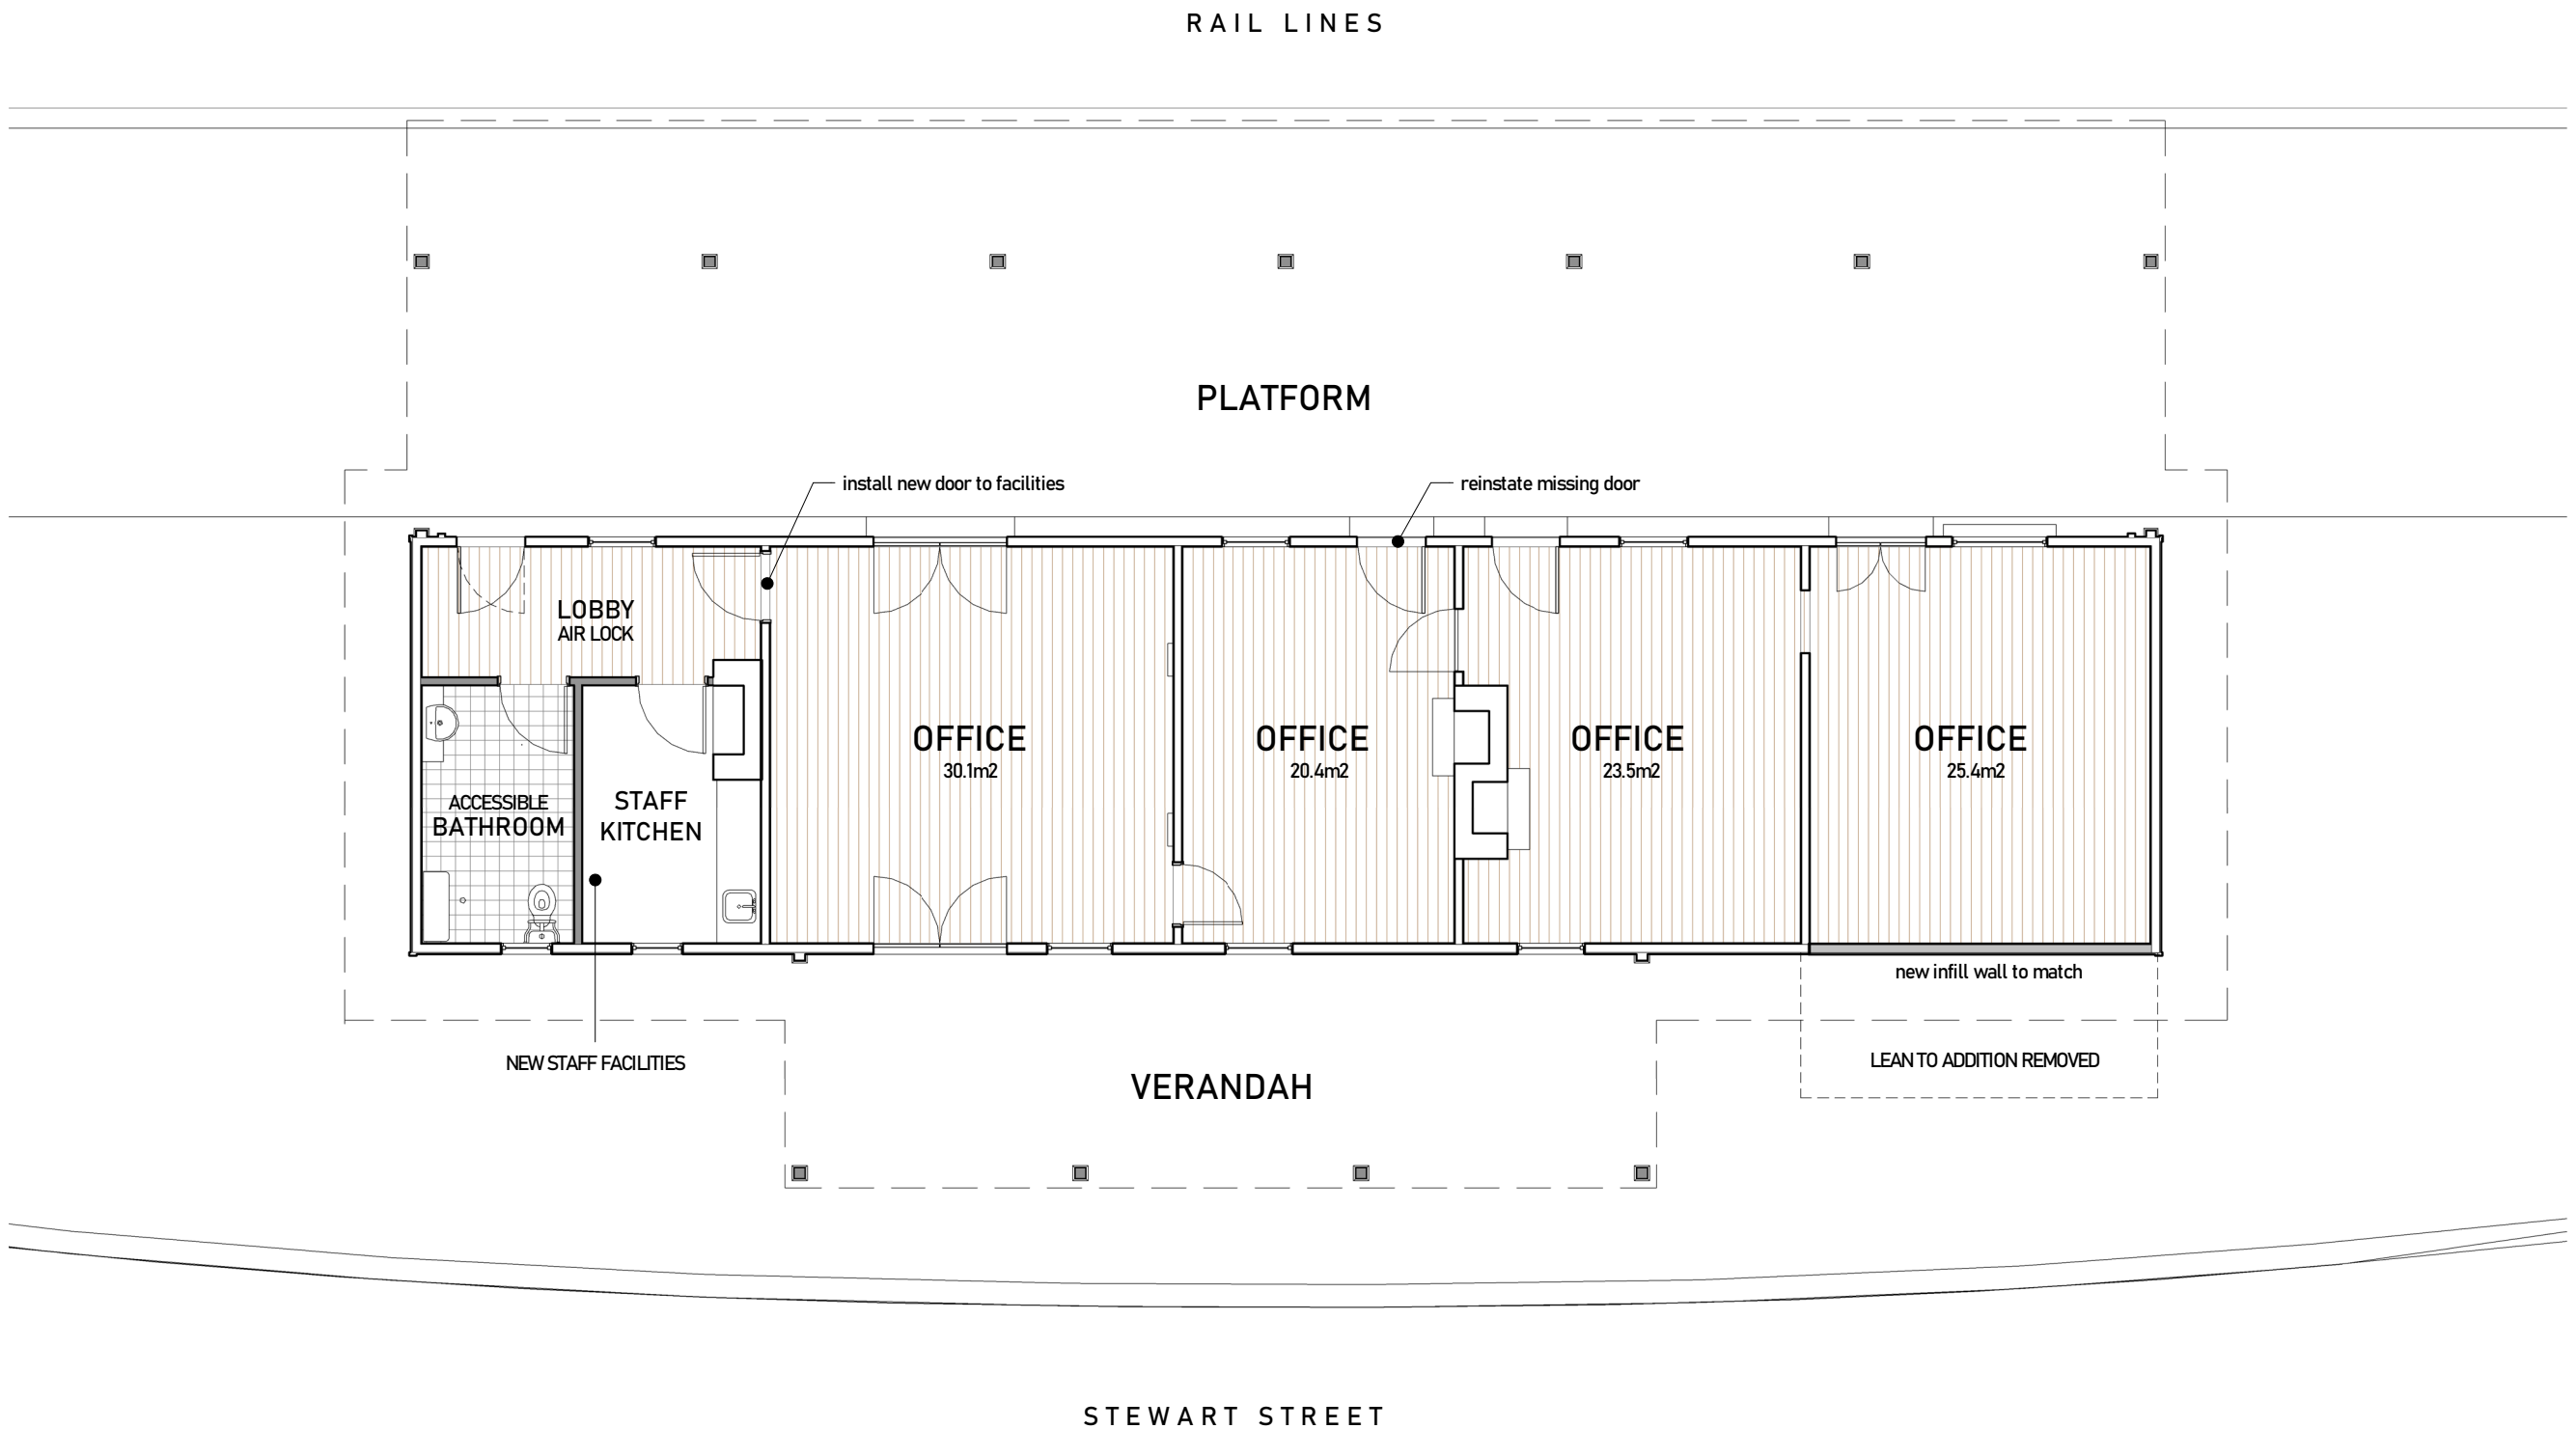 RAIL LINES
PLATFORM
install new door to facilities
reinstate missing door
LOBBY
AIR LOCK
OFFICE
30.1m2
OFFICE
20.4m2
OFFICE
23.5m2
OFFICE
25.4m2
ACCESSIBLE
BATHROOM
STAFF
KITCHEN
new infill wall to match
NEW STAFF FACILITIES
VERANDAH
LEAN TO ADDITION REMOVED
STEWART STREET